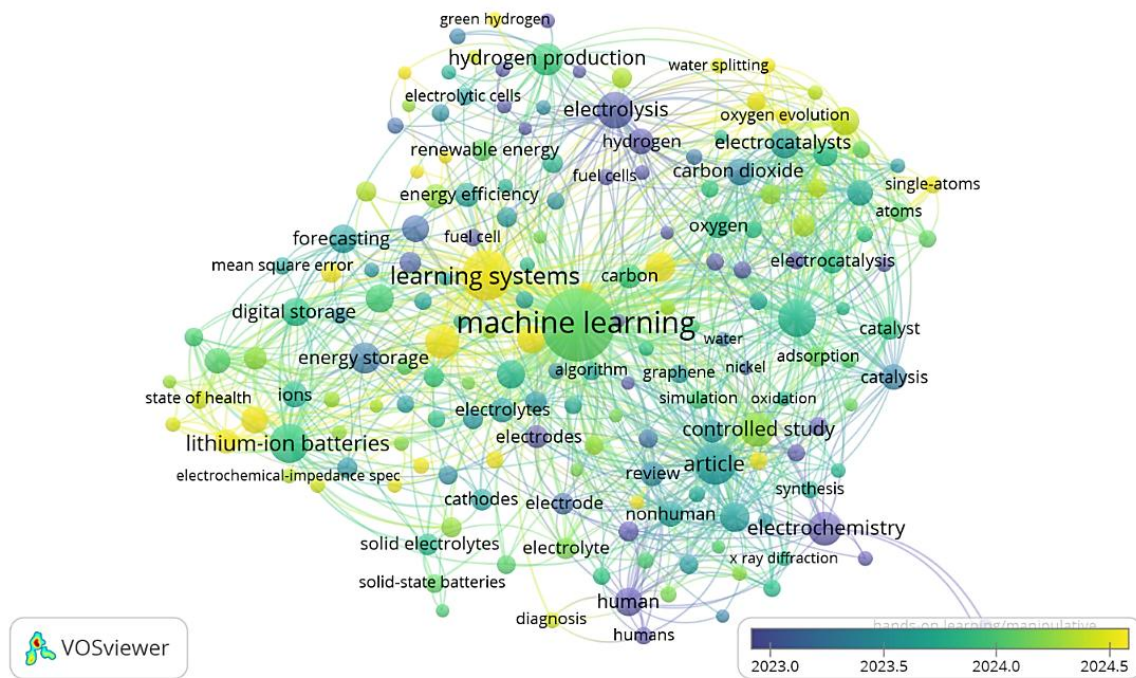 green hydrogen
hydrogen production
water splitting
electrolytic cells
electrolysis
oxygen evolution
hydrogen
electrocatalysts
renewable energy
fuel cells
carbon dioxide
energy efficiency
single-atoms
atoms
forecasting
fuel cell
oxygen
mean square error
learning systems
carbon
electrocatalysis
digital storage
machine learning
catalyst
water
energy storage
adsorption
algorithm
graphene
nickel
catalysis
state of health
ions
electrolytes
simulation
oxidation
lithium-ion batteries
electrodes
controlled study
electrochemical-impedance spec
review
article
cathodes
electrode
synthesis
nonhuman
electrochemistry
solid electrolytes
electrolyte
x ray diffraction
solid-state batteries
human
diagnosis
humans
hands-on learning/manipulative
VOSviewer
2023.0 2023.5 2024.0 2024.5